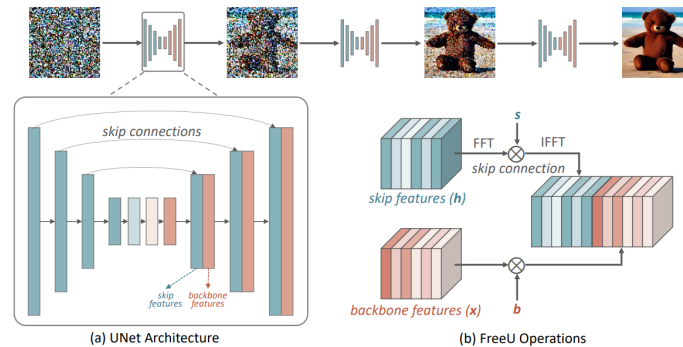 skip connections
skip
features
backbone
features
(a) UNet Architecture
s
FFT
IFFT
skip connection
skip features (h)
backbone features (x)
b
(b) FreeU Operations